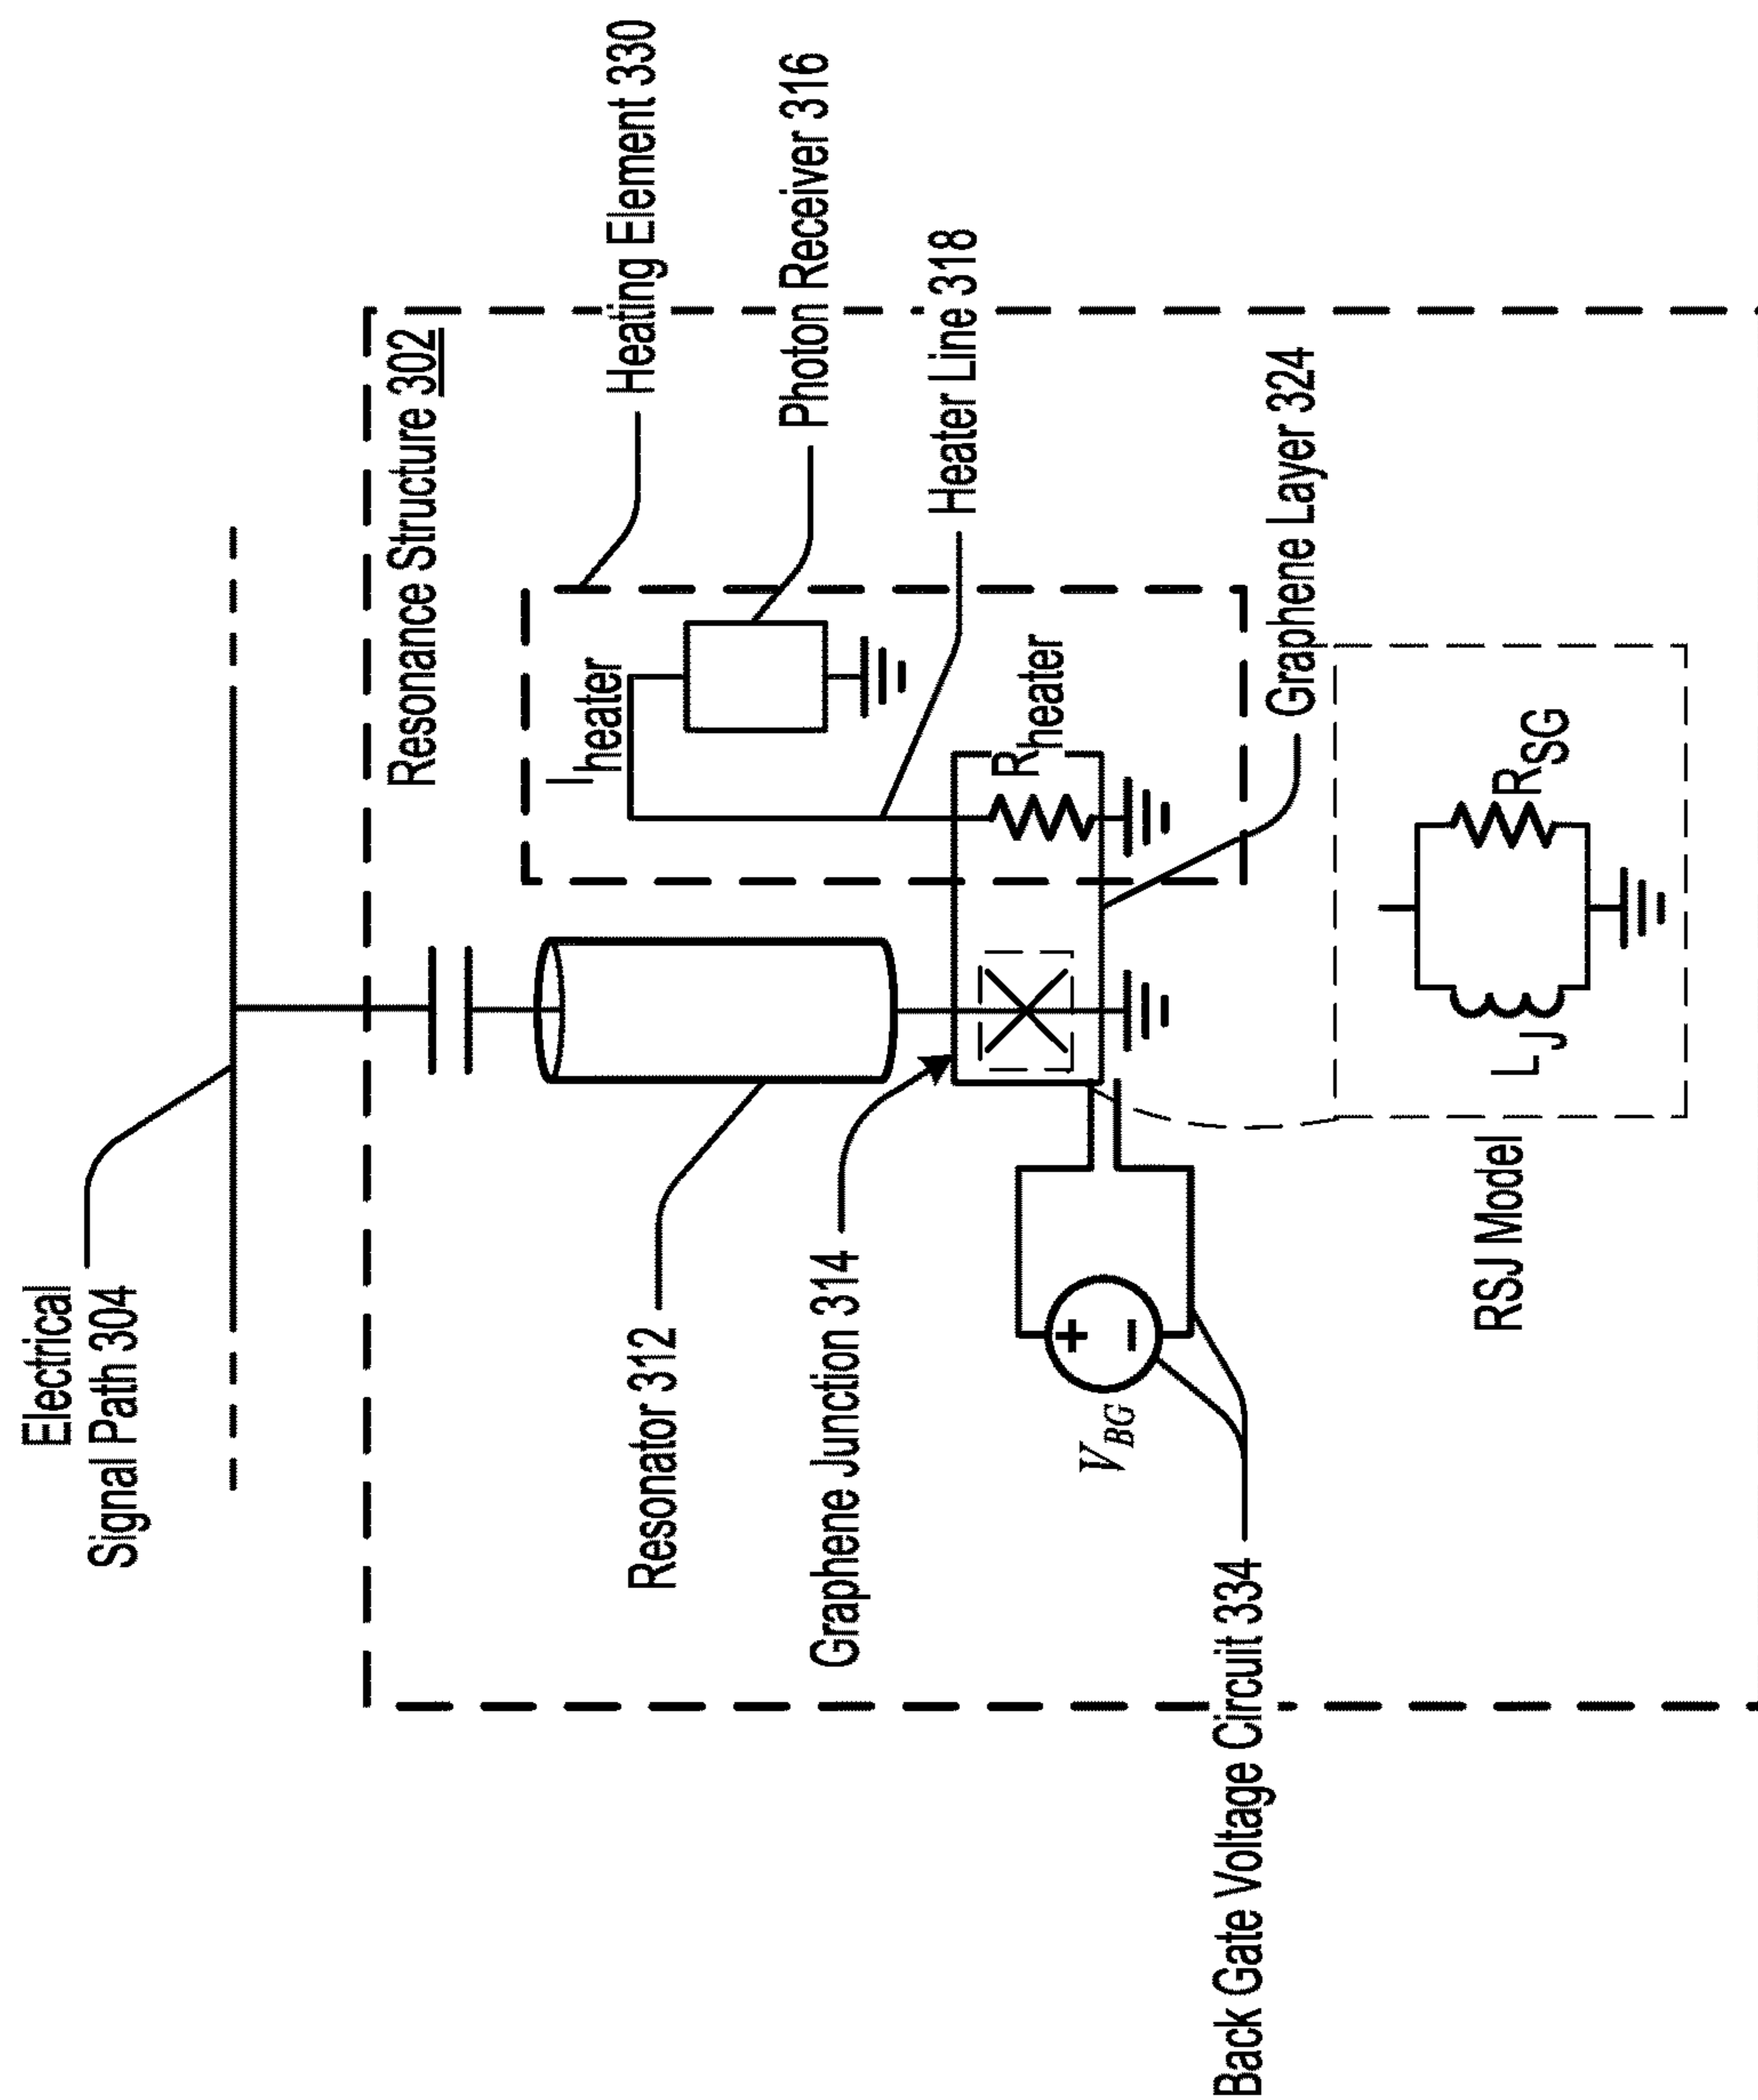 Electrical
Signal Path 304
Resonance Structure 302
Heating Element 330
Photon Receiver 316
Heater Line 318
Graphene Layer 324
Iheater
Rheater
Resonator 312
Graphene Junction 314
VBG
Back Gate Voltage Circuit 334
RSJ Model
LJ
RSG